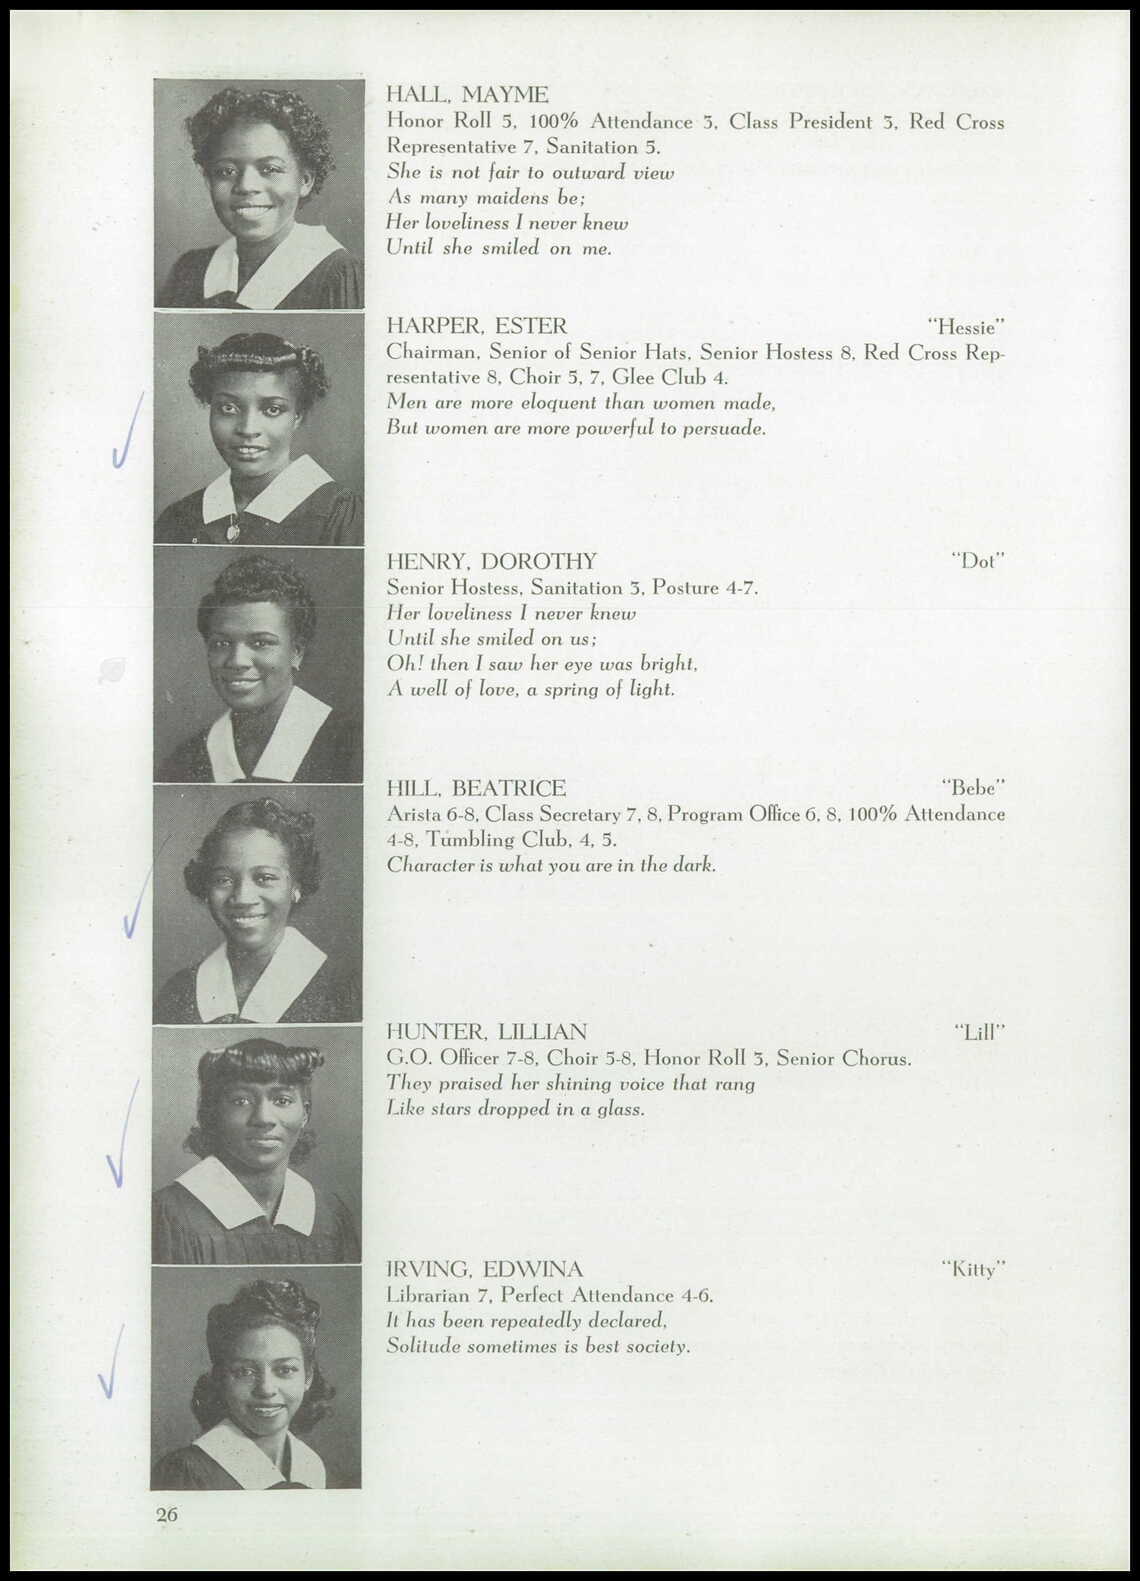 HALL, MAYME
Honor Roll 5, 100% Attendance 3, Class President 3, Red Cross
Representative 7, Sanitation 5.
She is not fair to outward view
As many maidens be;
Her loveliness I never knew
Until she smiled on me.
HARPER, ESTER "Hessie"
Chairman, Senior of Senior Hats, Senior Hostess 8, Red Cross Rep-
resentative 8, Choir 5, 7, Glee Club 4.
Men are more eloquent than women made,
But women are more powerful to persuade.
HENRY, DOROTHY "Dot"
Senior Hostess, Sanitation 3, Posture 4-7.
Her loveliness I never knew
Until she smiled on us;
Oh! then I saw her eye was bright,
A well of love, a spring of light.
HILL, BEATRICE "Bebe"
Arista 6-8, Class Secretary 7, 8, Program Office 6, 8, 100% Attendance
4-8, Tumbling Club, 4, 5.
Character is what you are in the dark.
HUNTER, LILLIAN "Lill"
G.O. Officer 7-8, Choir 5-8, Honor Roll 3, Senior Chorus.
They praised her shining voice that rang
Like stars dropped in a glass.
IRVING, EDWINA "Kitty"
Librarian 7, Perfect Attendance 4-6.
It has been repeatedly declared,
Solitude sometimes is best society.
26